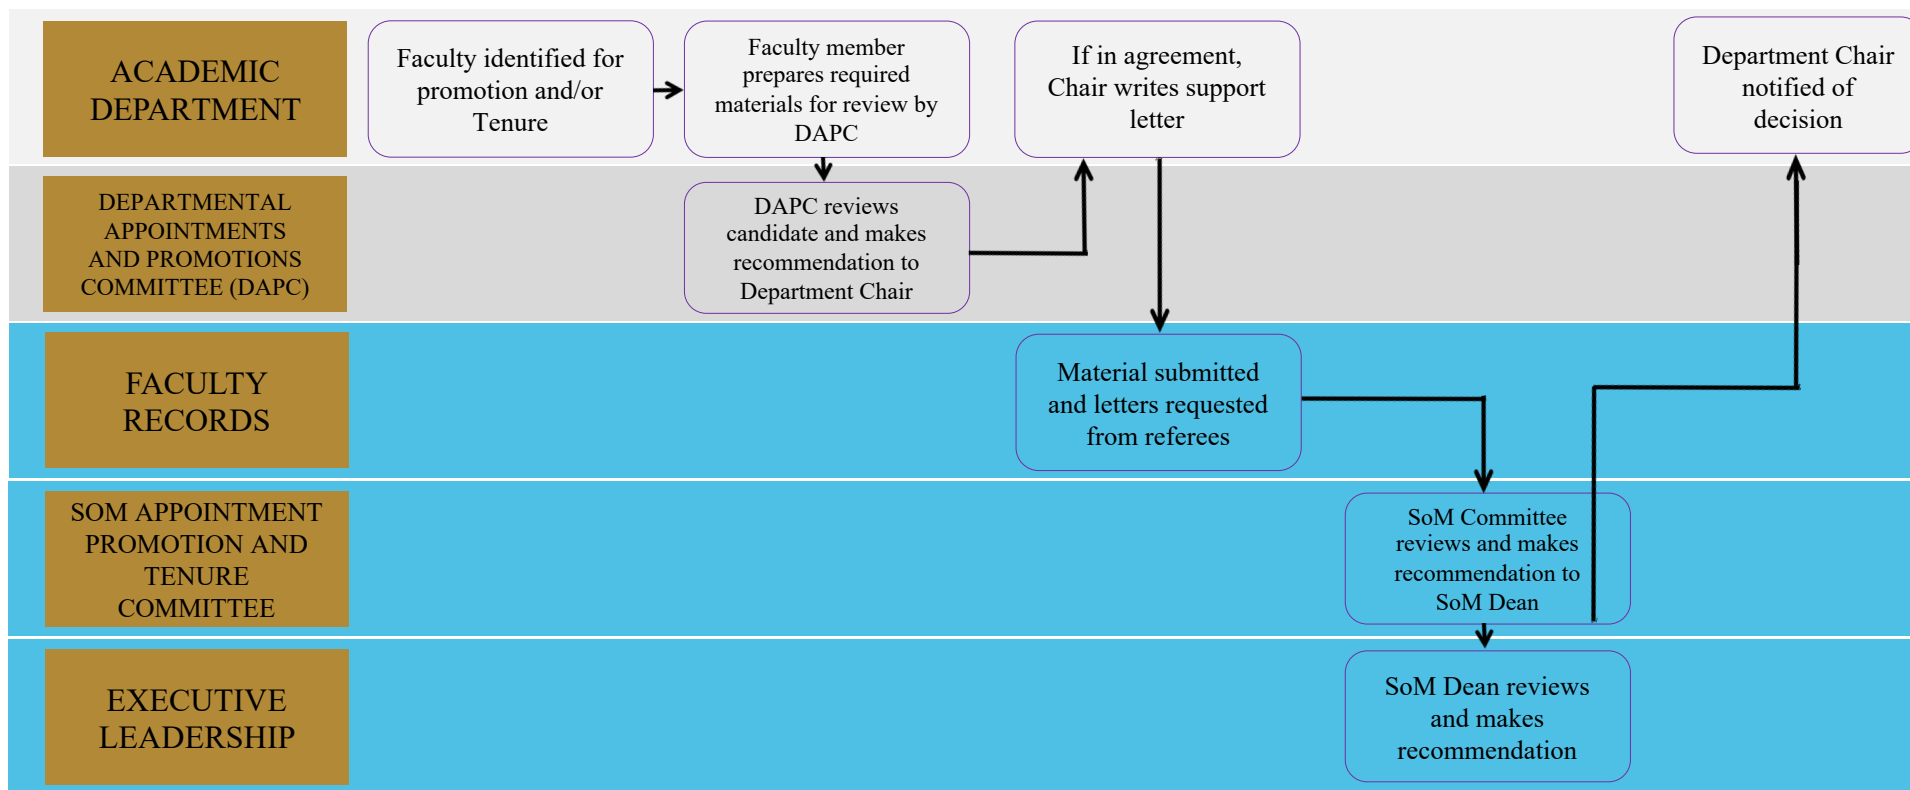 ACADEMIC
DEPARTMENT
Faculty identified for
promotion and/or
Tenure
Faculty member
prepares required
materials for review by
DAPC
If in agreement,
Chair writes support
letter
Department Chair
notified of
decision
DEPARTMENTAL
APPOINTMENTS
AND PROMOTIONS
COMMITTEE (DAPC)
DAPC reviews
candidate and makes
recommendation to
Department Chair
FACULTY
RECORDS
Material submitted
and letters requested
from referees
SOM APPOINTMENT
PROMOTION AND
TENURE
COMMITTEE
SoM Committee
reviews and makes
recommendation to
SoM Dean
EXECUTIVE
LEADERSHIP
SoM Dean reviews
and makes
recommendation